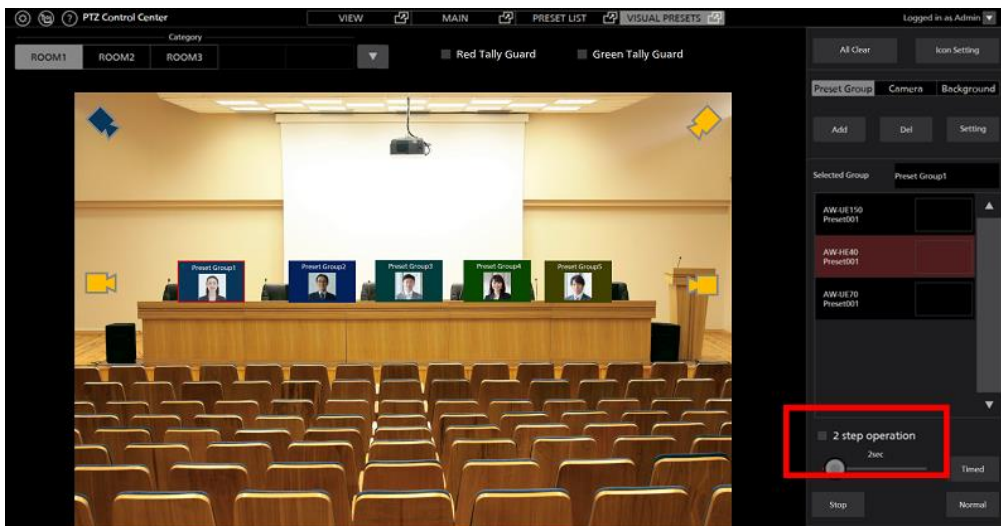 PTZ Control Center
VIEW
MAIN
PRESET LIST
VISUAL PRESETS
Logged in as Admin
Category
ROOM1
ROOM2
ROOM3
Red Tally Guard
Green Tally Guard
All Clear
Icon Setting
Preset Group
Camera
Background
Add
Del
Setting
Selected Group
Preset Group1
Preset Group1
Preset Group2
Preset Group3
Preset Group4
Preset Group5
AW-UE150
Preset001
AW-HE40
Preset001
AW-UE70
Preset001
2 step operation
2sec
Timed
Stop
Normal